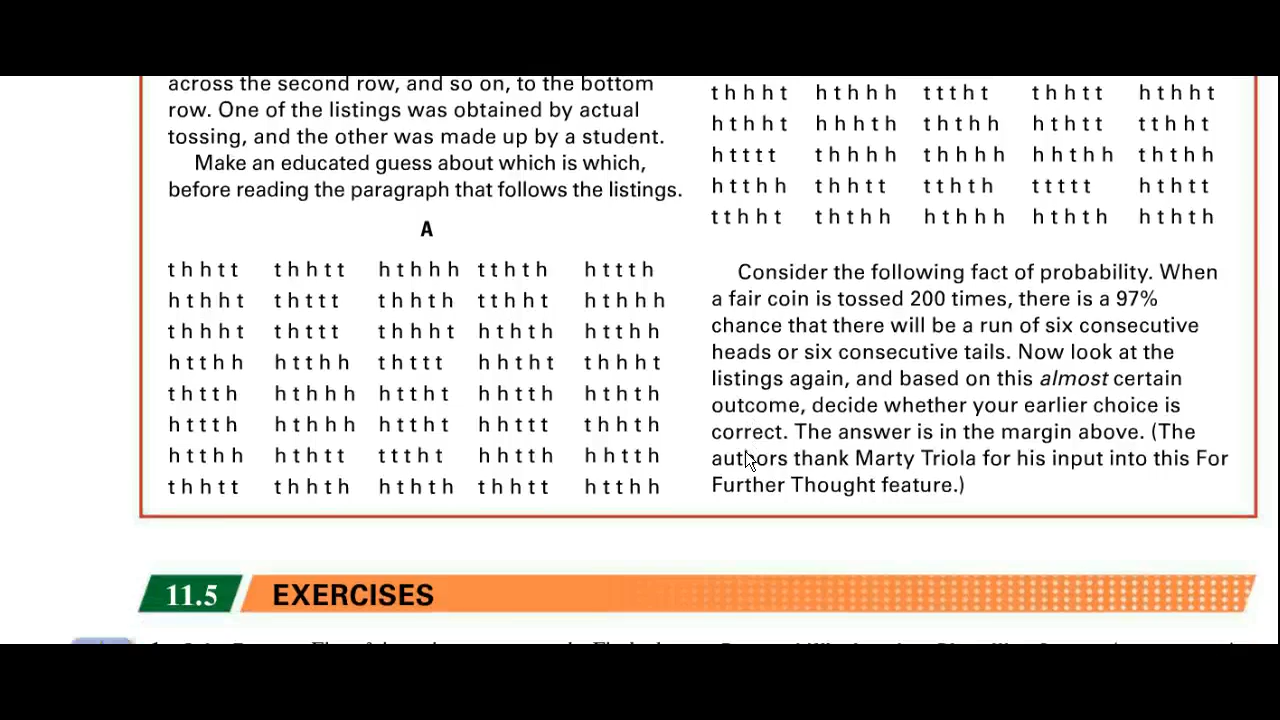 across the second row, and so on, to the bottom
row. One of the listings was obtained by actual
tossing, and the other was made up by a student.
Make an educated guess about which is which,
before reading the paragraph that follows the listings.
A
t h h t t t h h t t h t h h h t t h t h h t t t h
h t h h t t h t t t t h h t h t t h h t h t h h h
t h h h t t h t t t t h h h t h t h t h h t t h h
h t t h h h t t h h t h t t t h h t h t t h h h t
t h t t h h t h h h h t t h t h h t t t h t t h h
h t t t h h t h h h h t t h t h h t t t t h h t h
h t t h h h t h t t t t t h t h h t t h h h t t h
t h h t t t h h t h h t h t h t h h t t h t t h h
t h h h t h t h h h t t t h t t h h t t h t h h t
h t h h t h h h t h t h t h h h t h t t t t h h t
h t t t t t h h h h t h h h h h h t h h t h t h h
h t t h h t h h t t t t h t h t t t t t h t h t t
t t h h t t h t h h h t h h h h t h t h h t h t h
Consider the following fact of probability. When
a fair coin is tossed 200 times, there is a 97%
chance that there will be a run of six consecutive
heads or six consecutive tails. Now look at the
listings again, and based on this almost certain
outcome, decide whether your earlier choice is
correct. The answer is in the margin above. (The
authors thank Marty Triola for his input into this For
Further Thought feature.)
11.5 EXERCISES